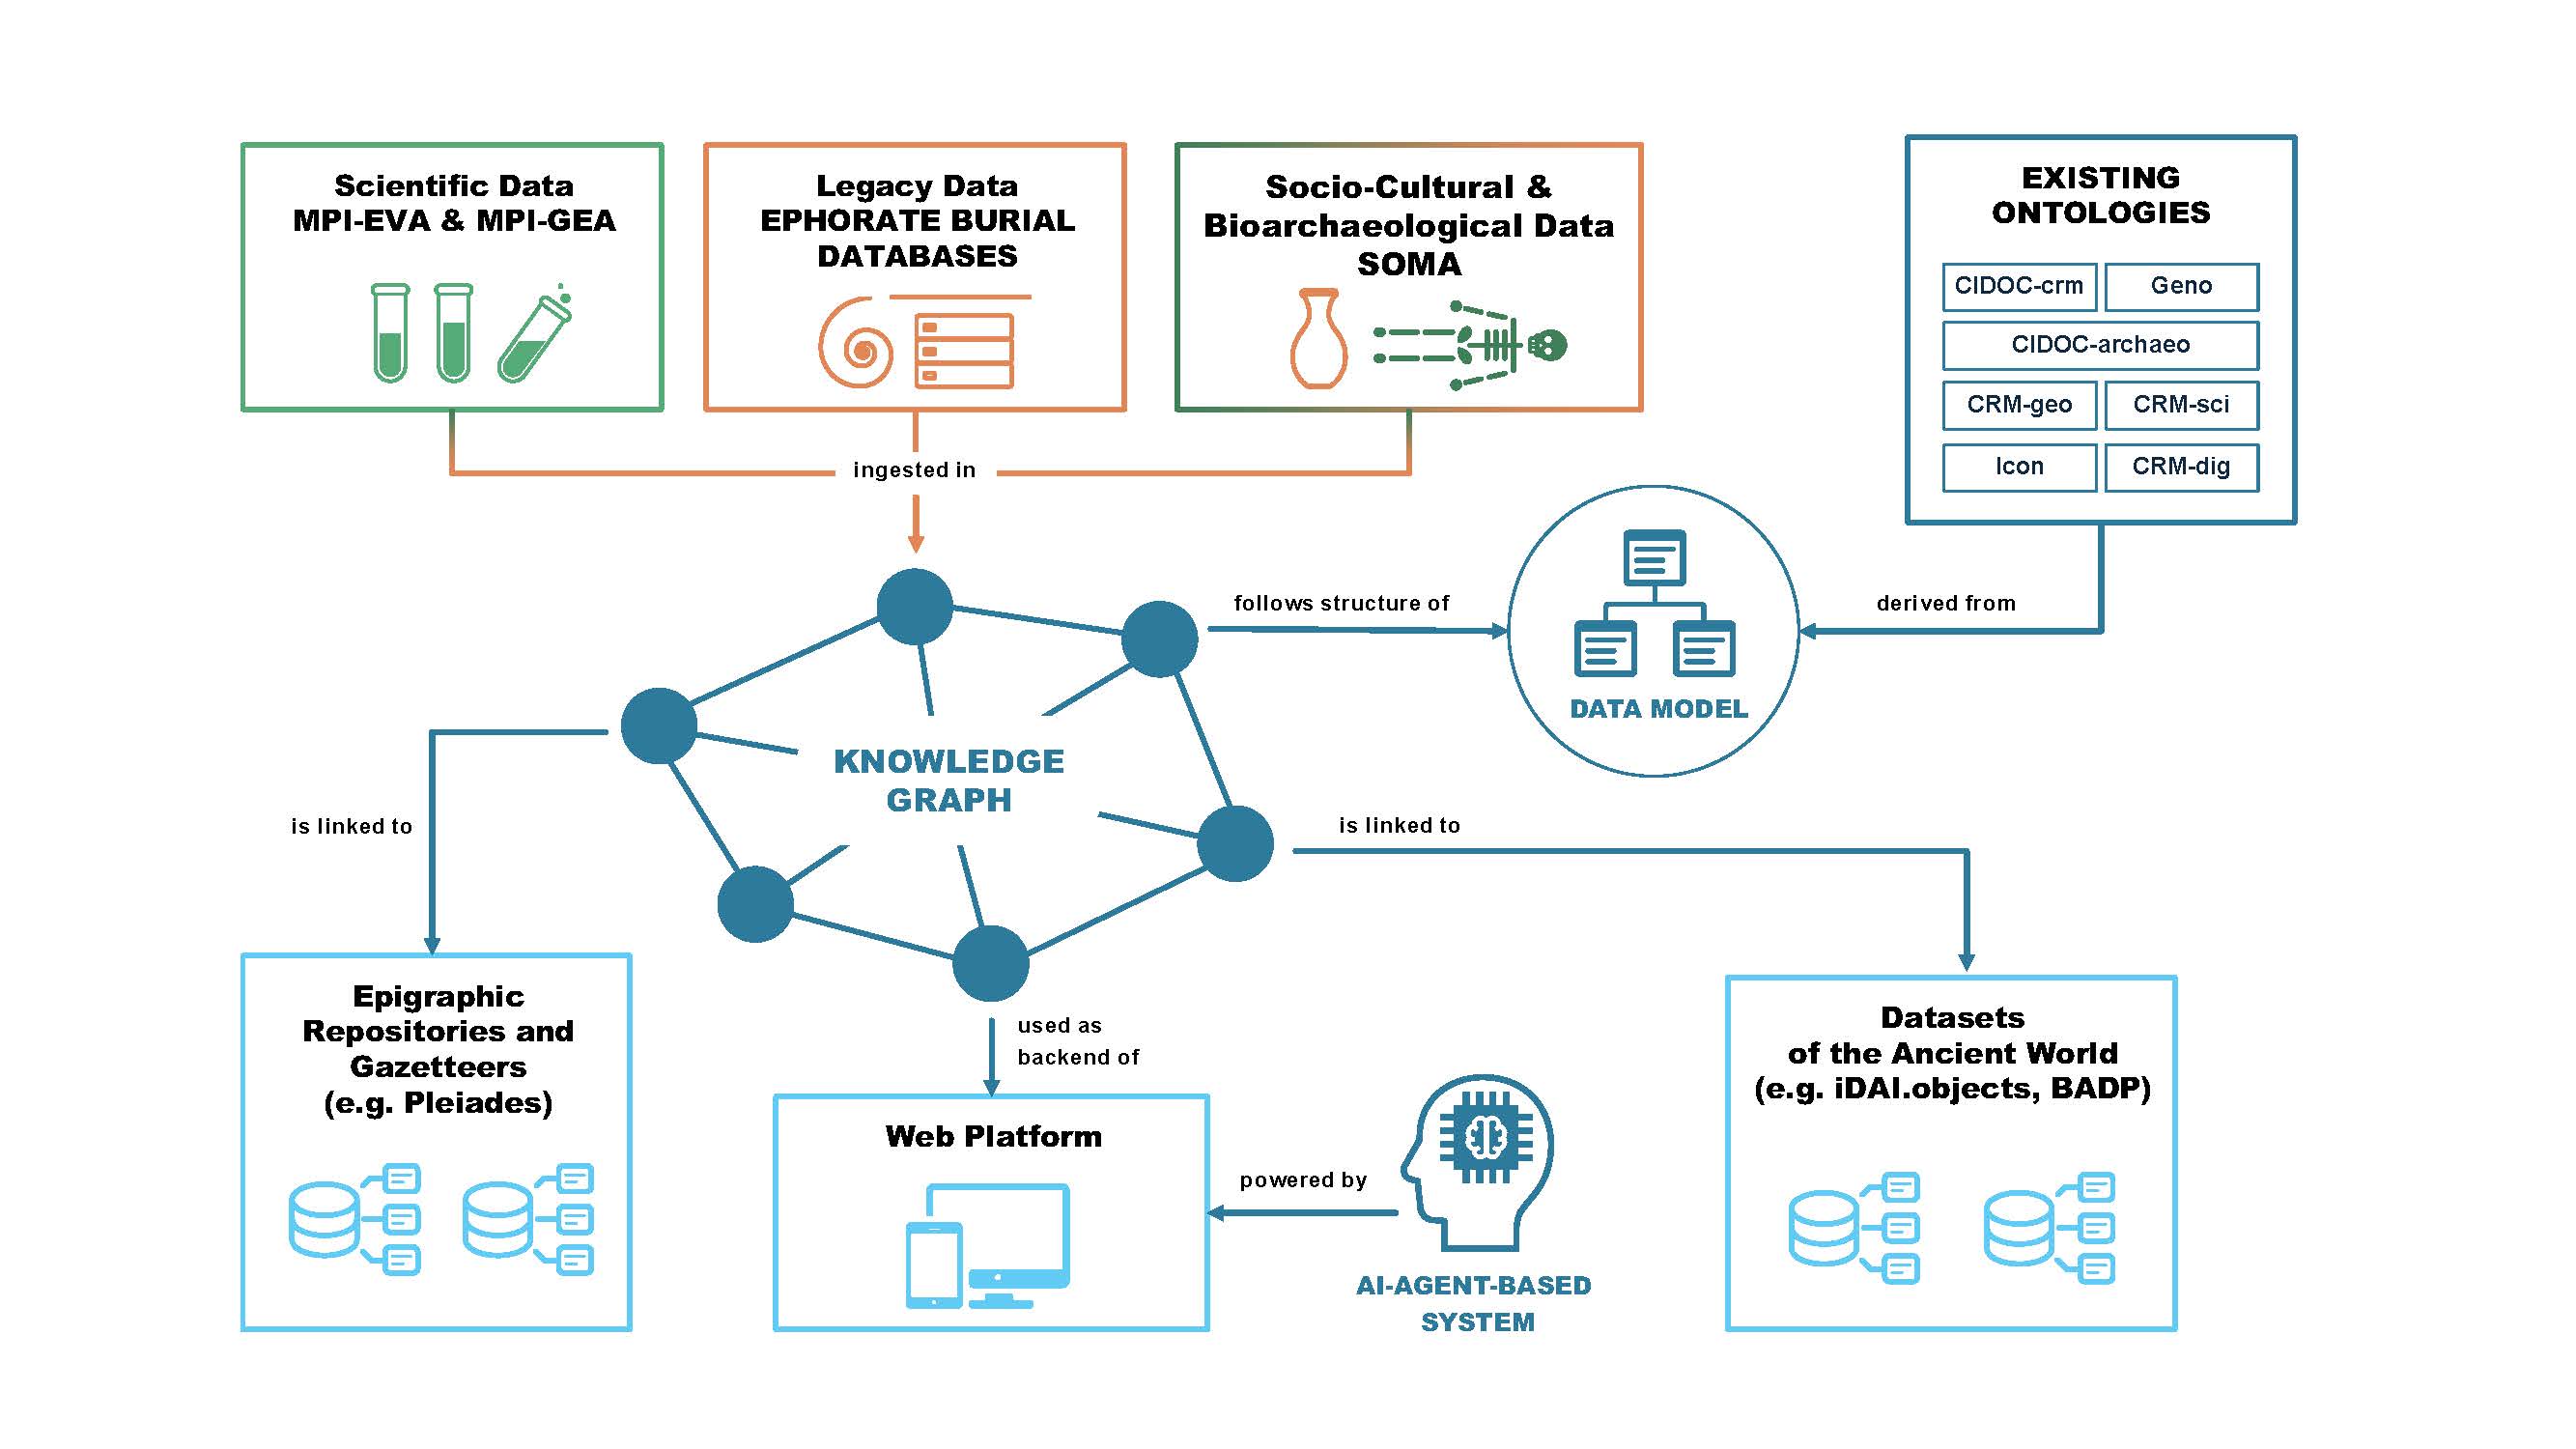 Scientific Data
MPI-EVA & MPI-GEA
Legacy Data
EPHORATE BURIAL
DATABASES
Socio-Cultural &
Bioarchaeological Data
SOMA
EXISTING
ONTOLOGIES
CIDOC-crm
Geno
CIDOC-archaeo
CRM-geo
CRM-sci
Icon
CRM-dig
ingested in
follows structure of
derived from
DATA MODEL
KNOWLEDGE
GRAPH
is linked to
is linked to
Epigraphic
Repositories and
Gazetteers
(e.g. Pleiades)
used as
backend of
Web Platform
powered by
AI-AGENT-BASED
SYSTEM
Datasets
of the Ancient World
(e.g. iDAI.objects, BADP)